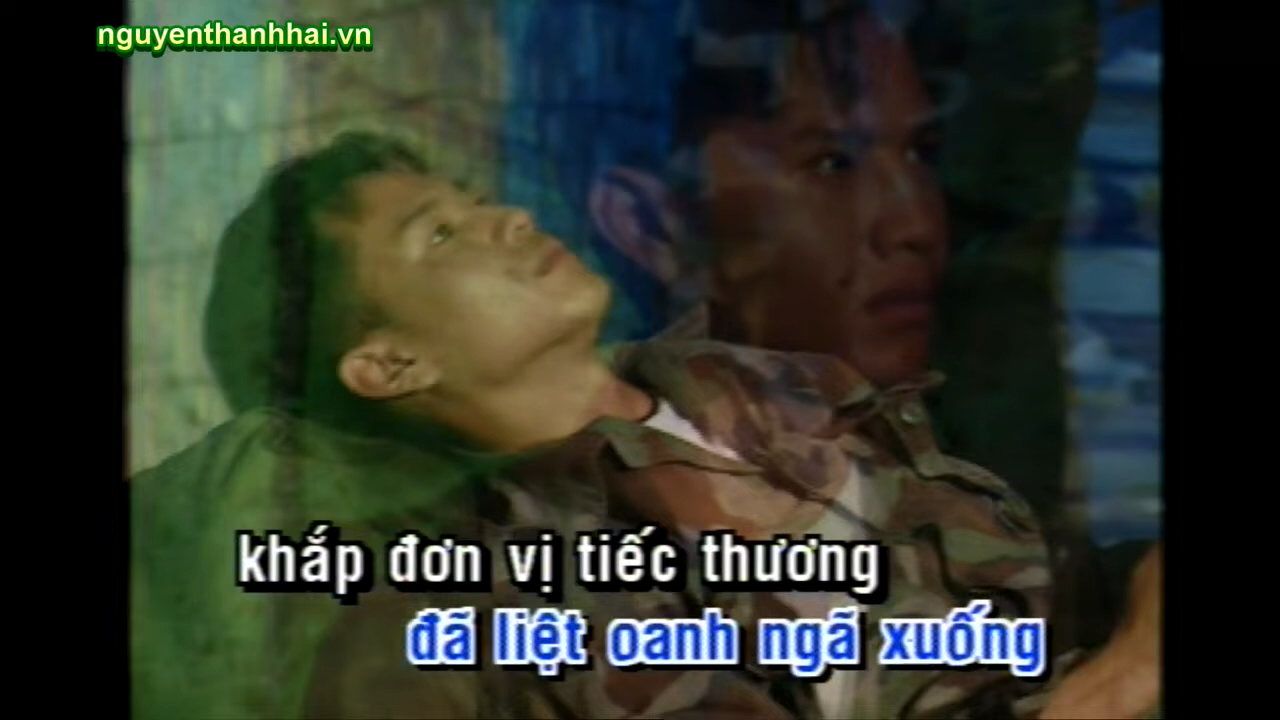 nguyenthanhhai.vn
khắp đơn vị tiếc thương
đã liệt oanh ngã xuống